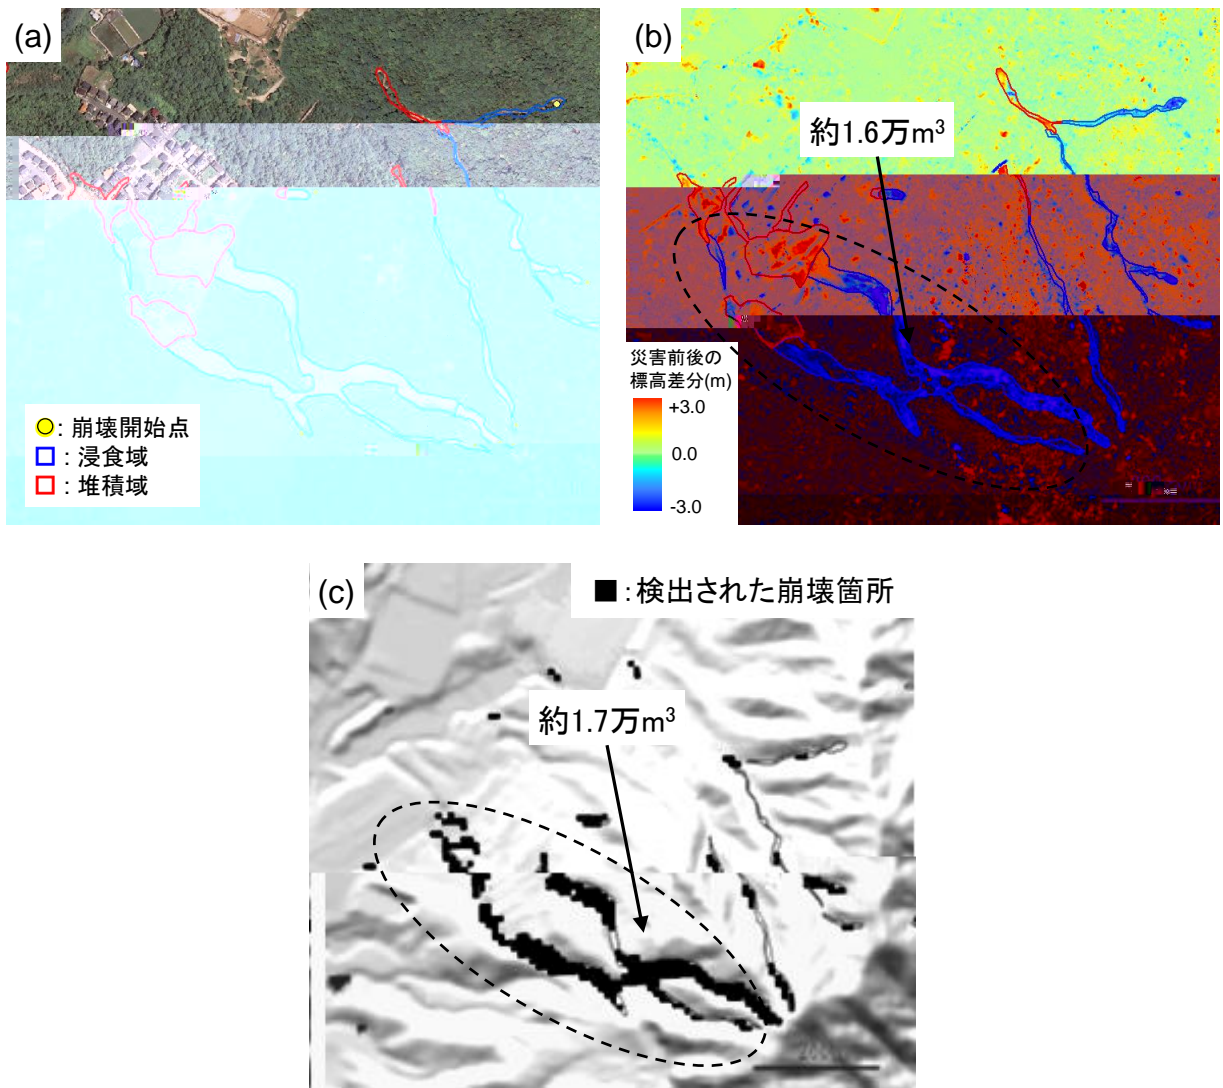 (a)
: 崩壊開始点
: 浸食域
: 堆積域
(b)
約1.6万m³
災害前後の
標高差分(m)
+3.0
0.0
-3.0
(c)
■ : 検出された崩壊箇所
約1.7万m³